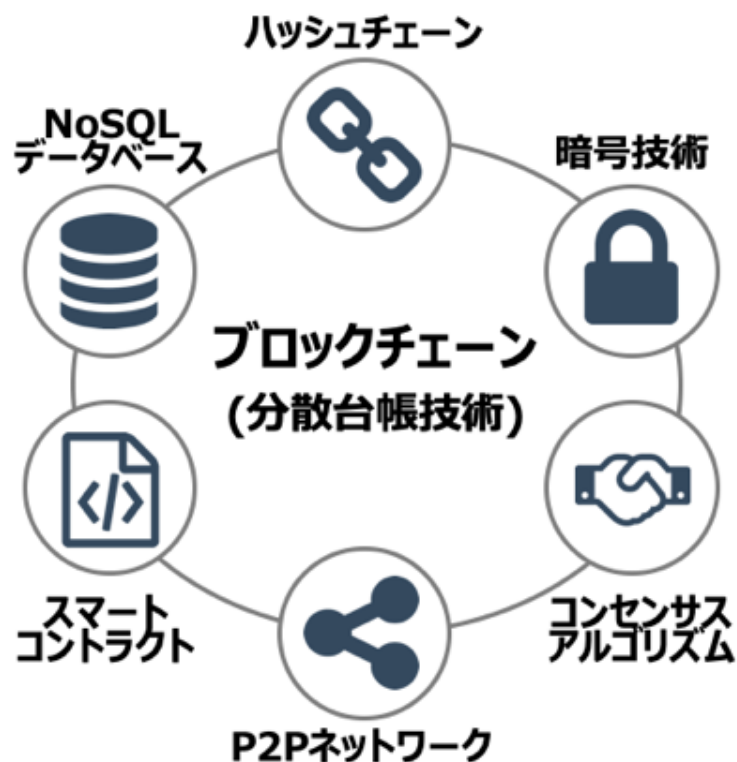 ハッシュチェーン
NoSQL
データベース
暗号技術
ブロックチェーン
(分散台帳技術)
スマート
コントラクト
コンセンサス
アルゴリズム
P2Pネットワーク